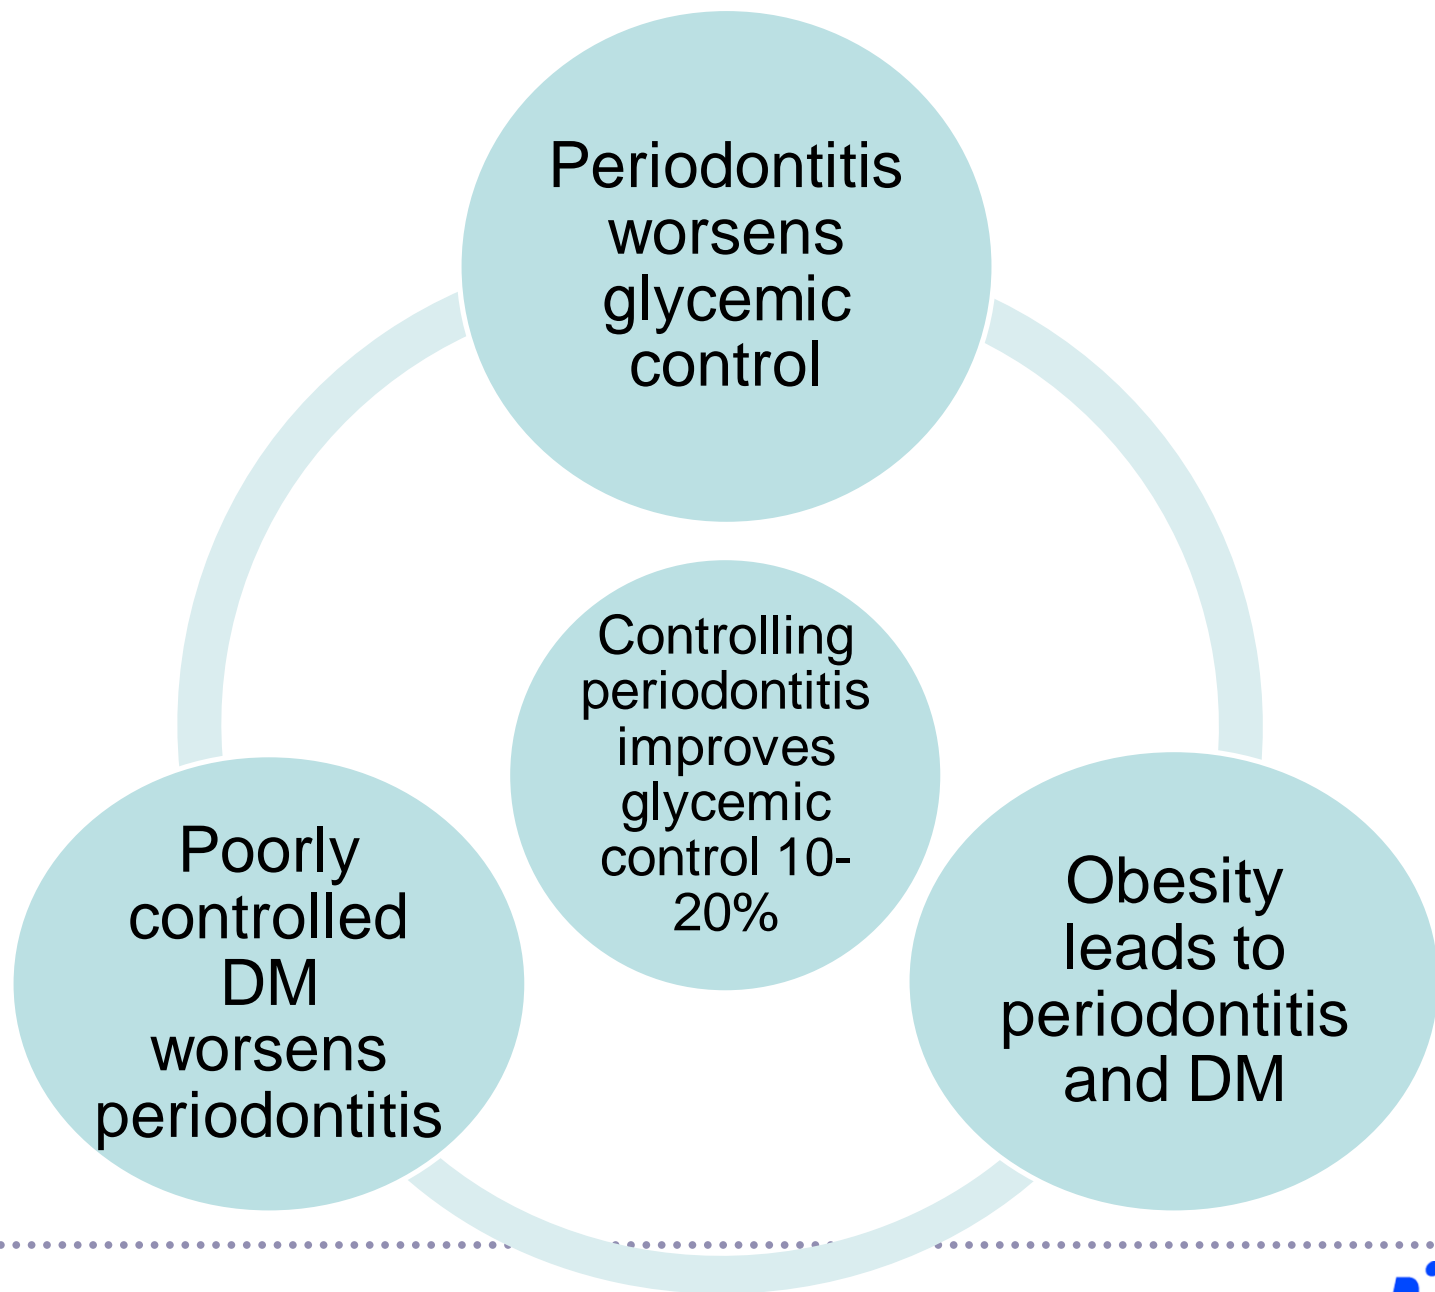 Periodontitis
worsens
glycemic
control
Controlling
periodontitis
improves
glycemic
control 10-
20%
Poorly
controlled
DM
worsens
periodontitis
Obesity
leads to
periodontitis
and DM